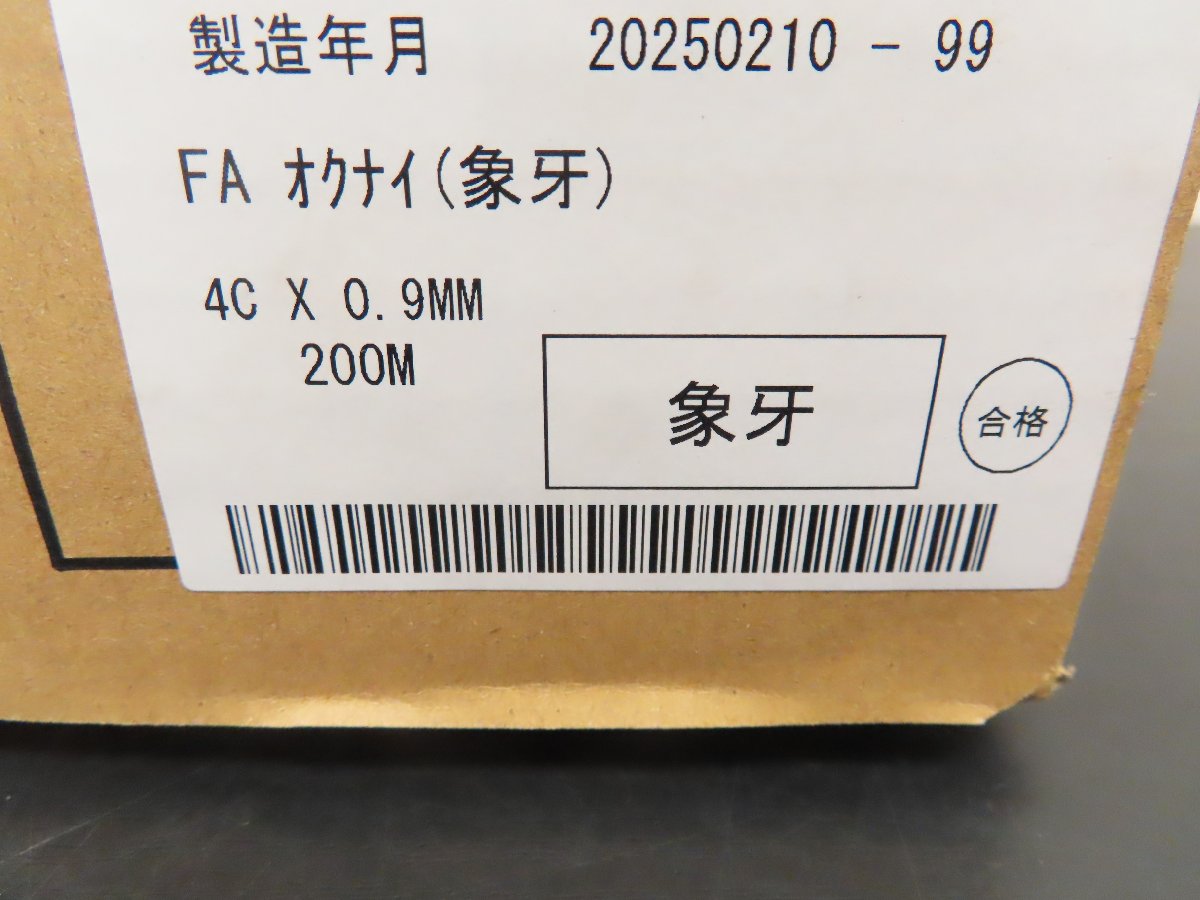 製造年月 20250210 - 99
FA ｵｸﾅｲ(象牙)
4C X 0.9MM
200M
象牙
合格